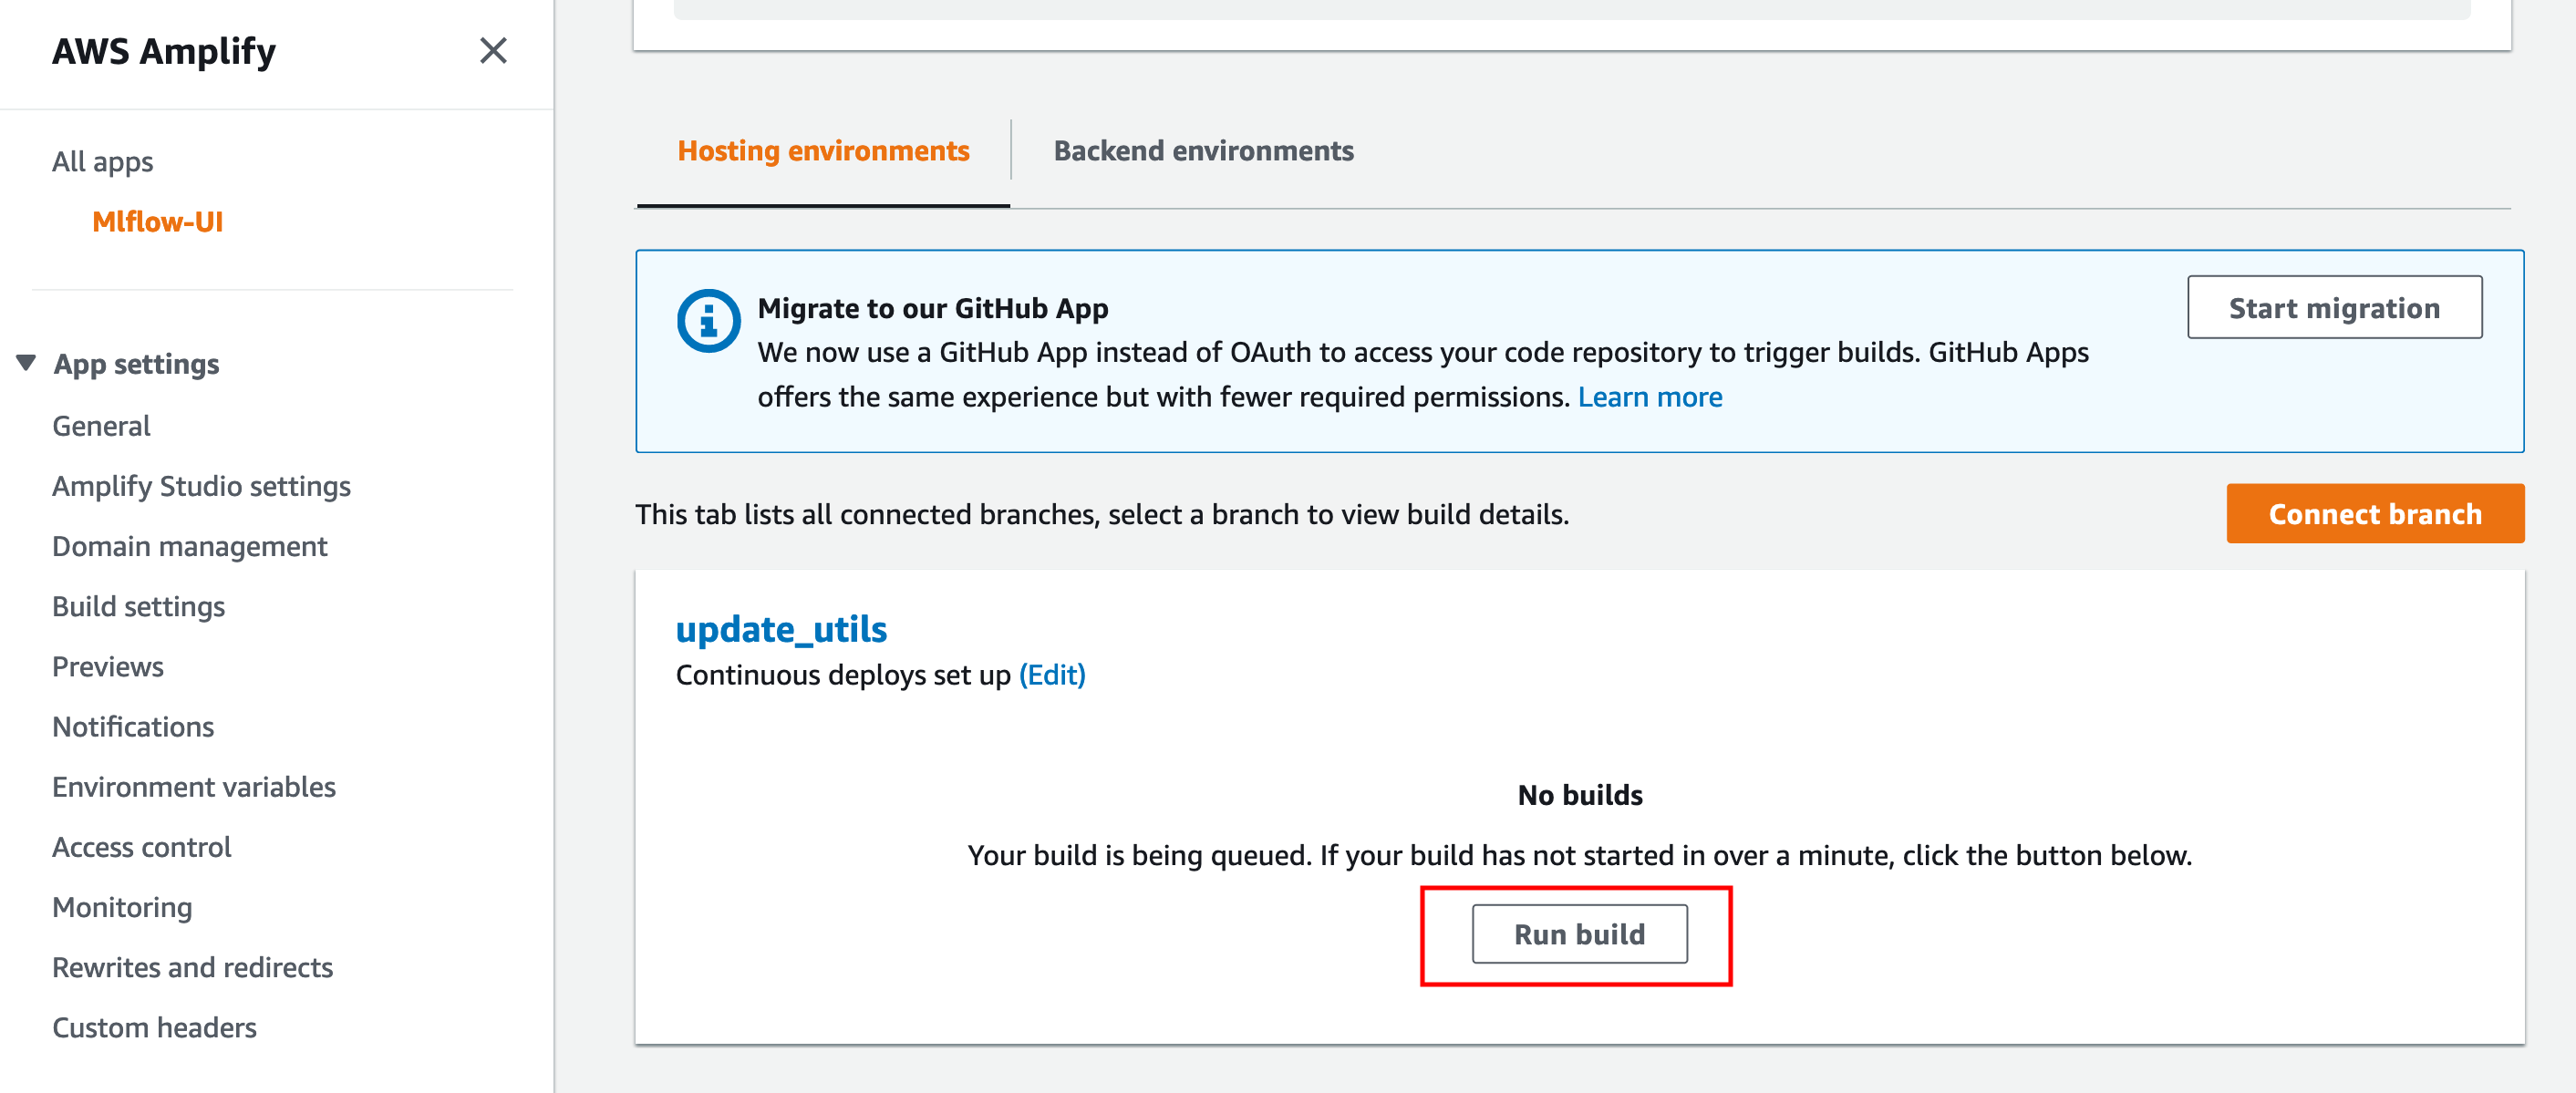 AWS Amplify
All apps
Mlflow-UI
App settings
General
Amplify Studio settings
Domain management
Build settings
Previews
Notifications
Environment variables
Access control
Monitoring
Rewrites and redirects
Custom headers
Hosting environments
Backend environments
Migrate to our GitHub App
We now use a GitHub App instead of OAuth to access your code repository to trigger builds. GitHub Apps
offers the same experience but with fewer required permissions. Learn more
Start migration
This tab lists all connected branches, select a branch to view build details.
Connect branch
update_utils
Continuous deploys set up (Edit)
No builds
Your build is being queued. If your build has not started in over a minute, click the button below.
Run build